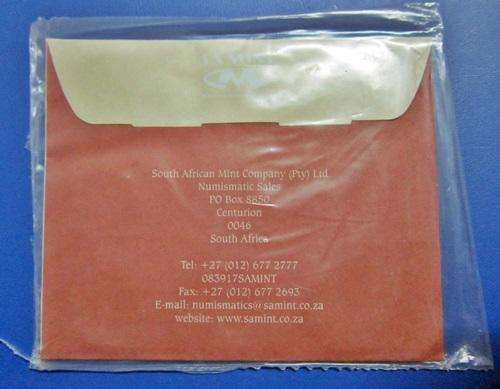 South African Mint Company (Pty) Ltd
Numismatic Sales
PO Box 8850
Centurion
0046
South Africa
Tel: +27 (012) 677 2777
083917SAMINT
Fax: +27 (012) 677 2693
E-mail: numismatics@samint.co.za
website: www.samint.co.za